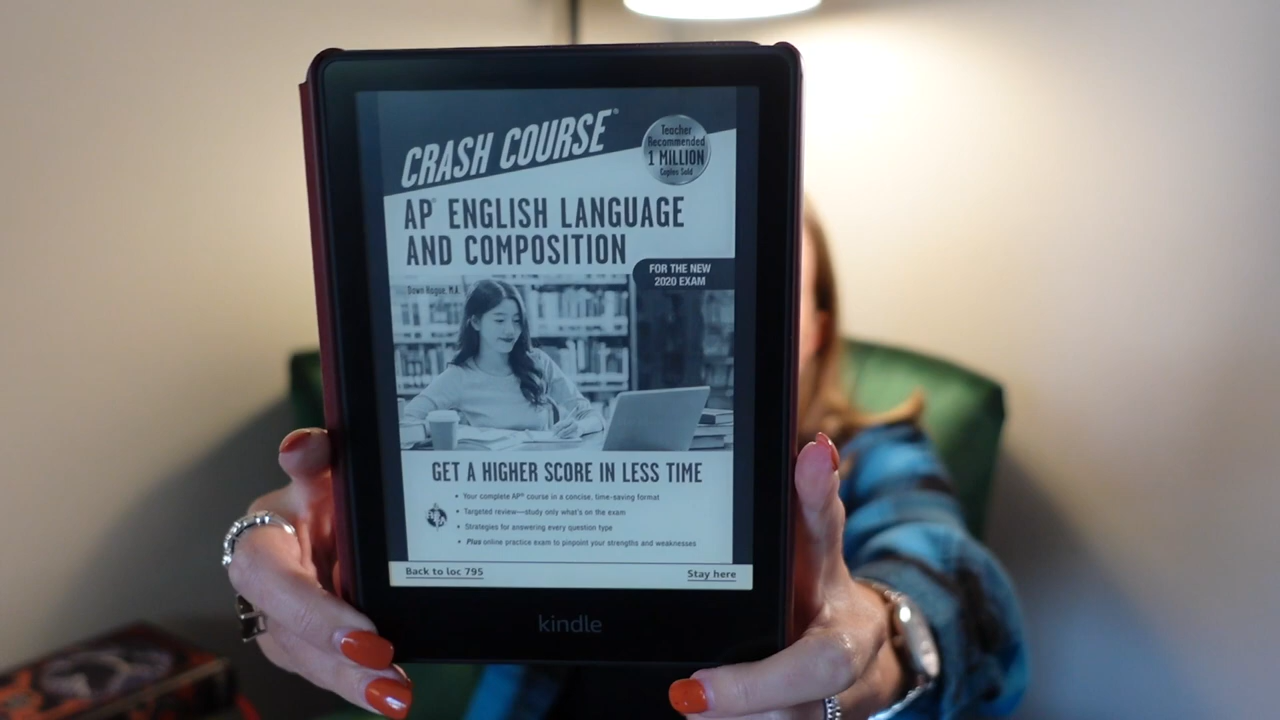 CRASH COURSE®
Teacher
Recommended
1 MILLION
Copies Sold
AP® ENGLISH LANGUAGE
AND COMPOSITION
FOR THE NEW
2020 EXAM
Dawn Hogue, M.A.
GET A HIGHER SCORE IN LESS TIME
• Your complete AP® course in a concise, time-saving format
• Targeted review—study only what's on the exam
• Strategies for answering every question type
• Plus online practice exam to pinpoint your strengths and weaknesses
Back to loc 795
Stay here
kindle